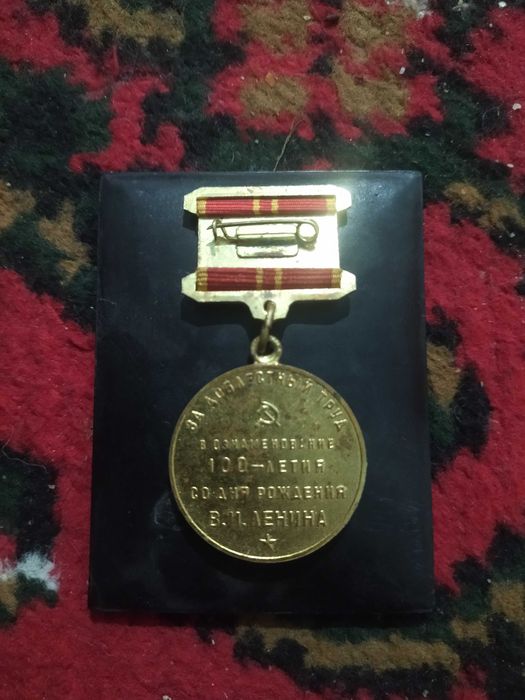 ЗА ДОБЛЕСТНЫЙ ТРУД
В ОЗНАМЕНОВАНИЕ
100-ЛЕТИЯ
СО ДНЯ РОЖДЕНИЯ
В.И. ЛЕНИНА